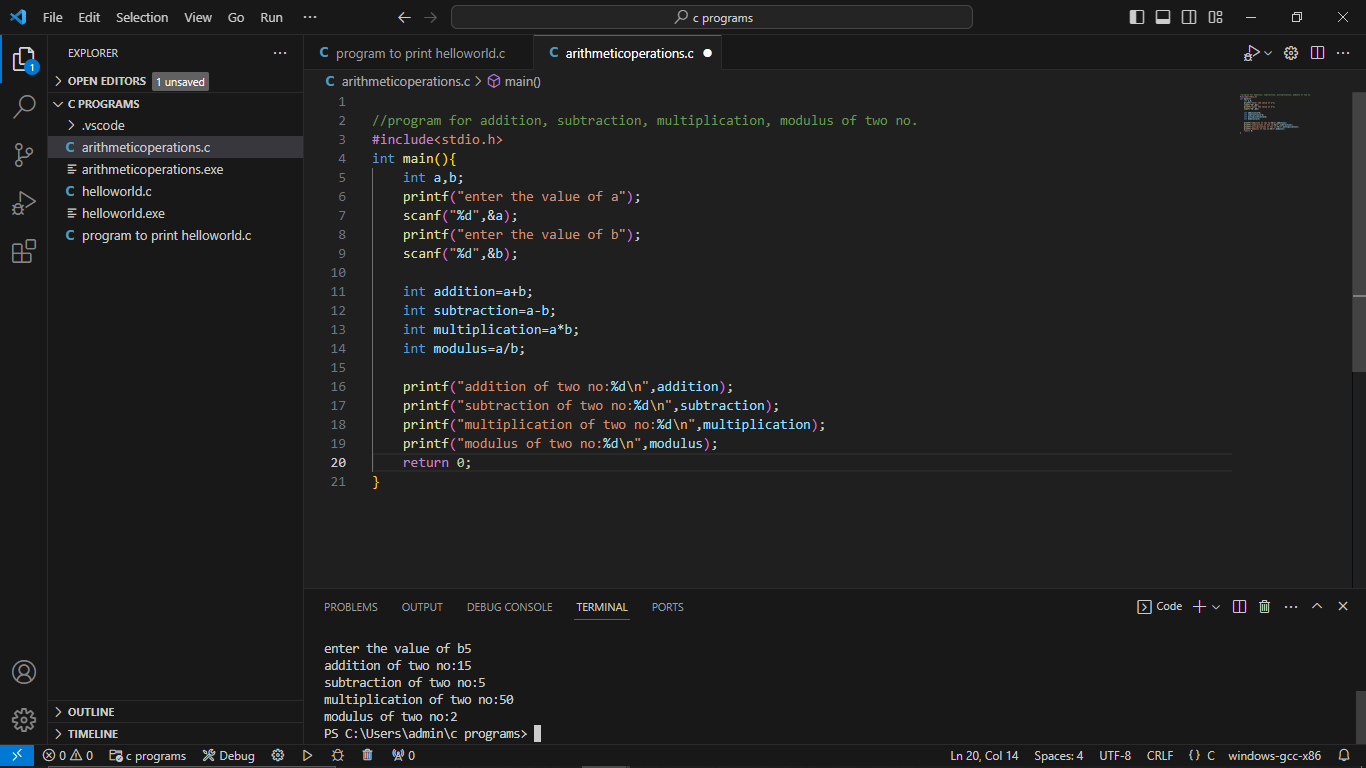 File Edit Selection View Go Run ··· c programs
EXPLORER ···
OPEN EDITORS 1 unsaved
C PROGRAMS
.vscode
C arithmeticoperations.c
arithmeticoperations.exe
C helloworld.c
helloworld.exe
C program to print helloworld.c
OUTLINE
TIMELINE
1
C program to print helloworld.c C arithmeticoperations.c ●
C arithmeticoperations.c > main()
1
2 //program for addition, subtraction, multiplication, modulus of two no.
3 #include<stdio.h>
4 int main(){
5 int a,b;
6 printf("enter the value of a");
7 scanf("%d",&a);
8 printf("enter the value of b");
9 scanf("%d",&b);
10
11 int addition=a+b;
12 int subtraction=a-b;
13 int multiplication=a*b;
14 int modulus=a/b;
15
16 printf("addition of two no:%d\n",addition);
17 printf("subtraction of two no:%d\n",subtraction);
18 printf("multiplication of two no:%d\n",multiplication);
19 printf("modulus of two no:%d\n",modulus);
20 return 0;
21 }
PROBLEMS OUTPUT DEBUG CONSOLE TERMINAL PORTS Code
enter the value of b5
addition of two no:15
subtraction of two no:5
multiplication of two no:50
modulus of two no:2
PS C:\Users\admin\c programs>
0 0 c programs Debug 0 Ln 20, Col 14 Spaces: 4 UTF-8 CRLF {} C windows-gcc-x86